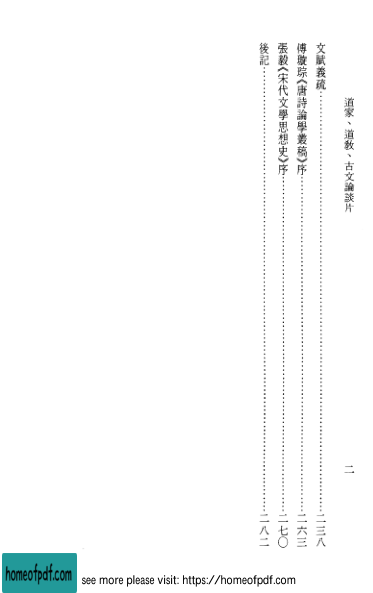 道家、道教、古文論談片
二
文賦義疏……二三八
傅璇琮《唐詩論學叢稿》序……二六三
張毅《宋代文學思想史》序……二七〇
後記……二八二
homeofpdf.com
see more please visit: https://homeofpdf.com